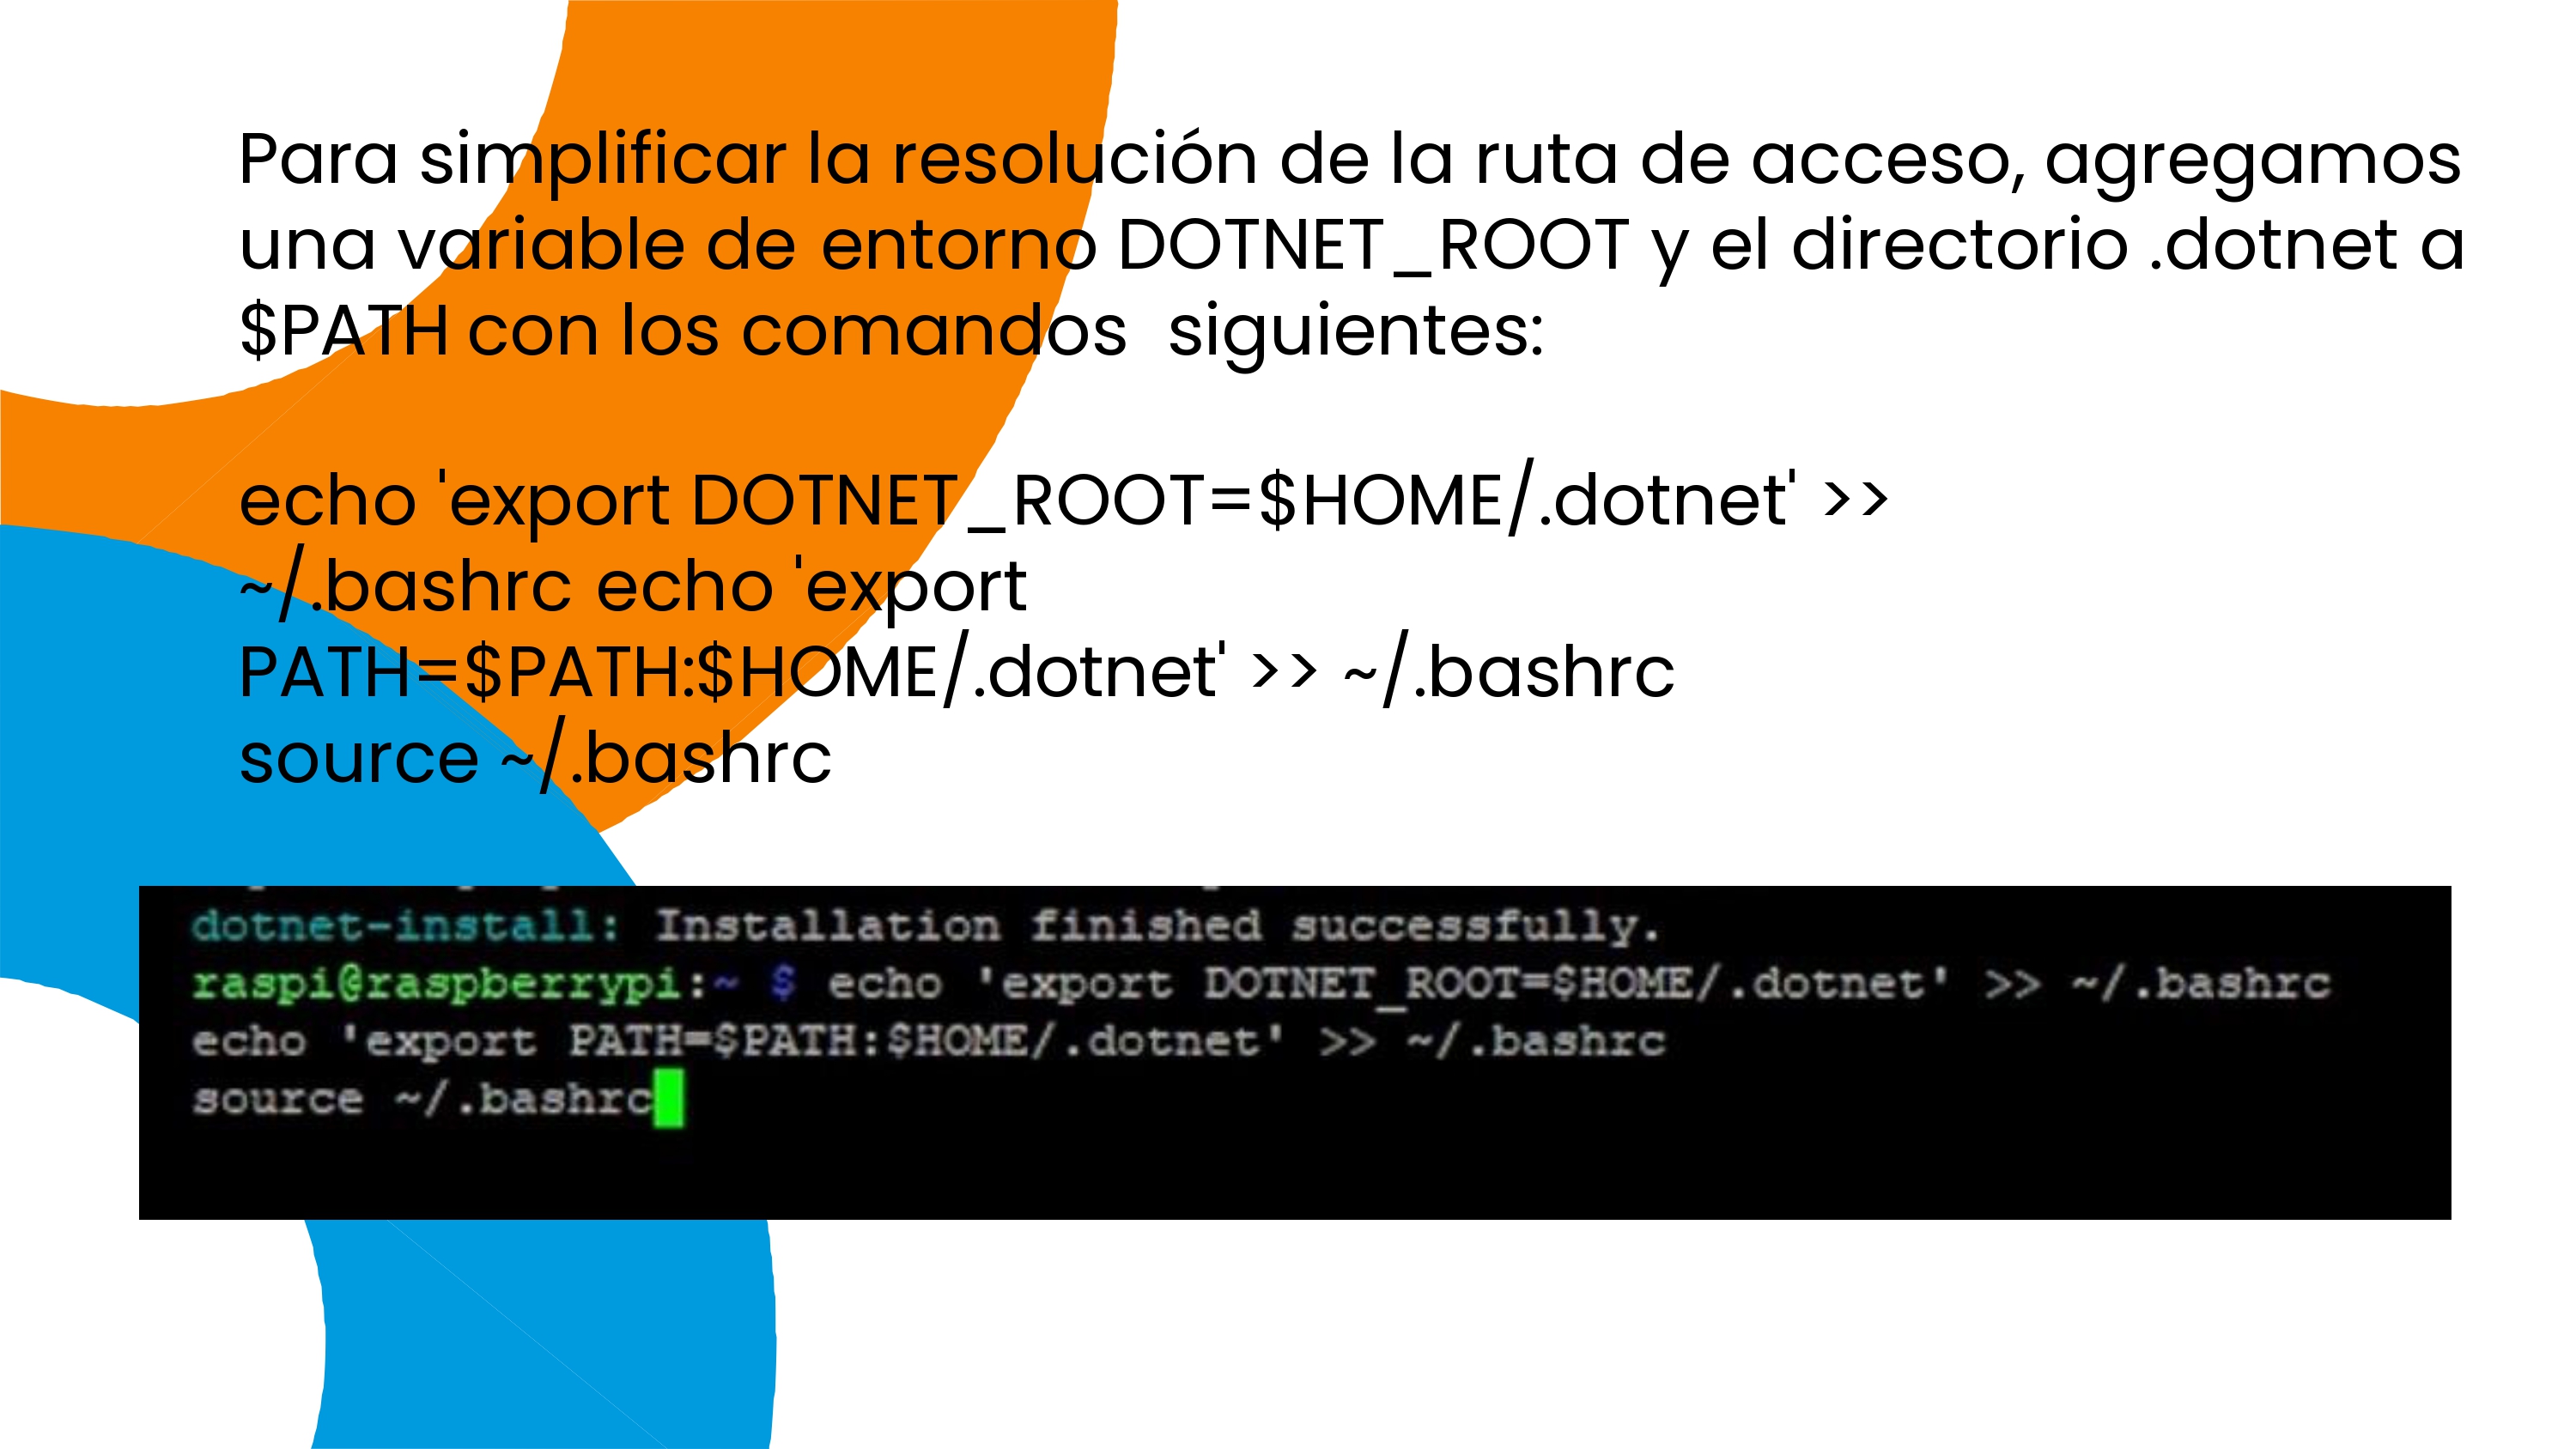 Para simplificar la resolución de la ruta de acceso, agregamos
una variable de entorno DOTNET_ROOT y el directorio .dotnet a
$PATH con los comandos  siguientes:
echo 'export DOTNET_ROOT=$HOME/.dotnet' >>
~/.bashrc echo 'export
PATH=$PATH:$HOME/.dotnet' >> ~/.bashrc
source ~/.bashrc
dotnet-install: Installation finished successfully.
raspi@raspberrypi:~ $ echo 'export DOTNET_ROOT=$HOME/.dotnet' >> ~/.bashrc
echo 'export PATH=$PATH:$HOME/.dotnet' >> ~/.bashrc
source ~/.bashrc